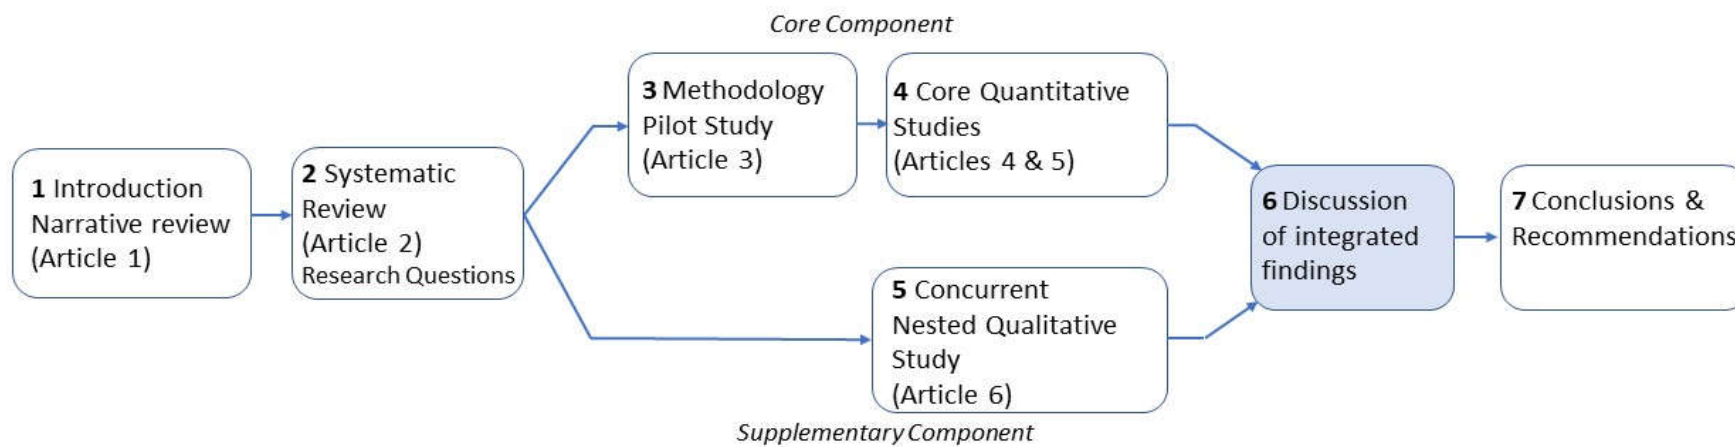 Core Component
1 Introduction
Narrative review
(Article 1)
2 Systematic
Review
(Article 2)
Research Questions
3 Methodology
Pilot Study
(Article 3)
4 Core Quantitative
Studies
(Articles 4 & 5)
5 Concurrent
Nested Qualitative
Study
(Article 6)
6 Discussion
of integrated
findings
7 Conclusions &
Recommendations
Supplementary Component